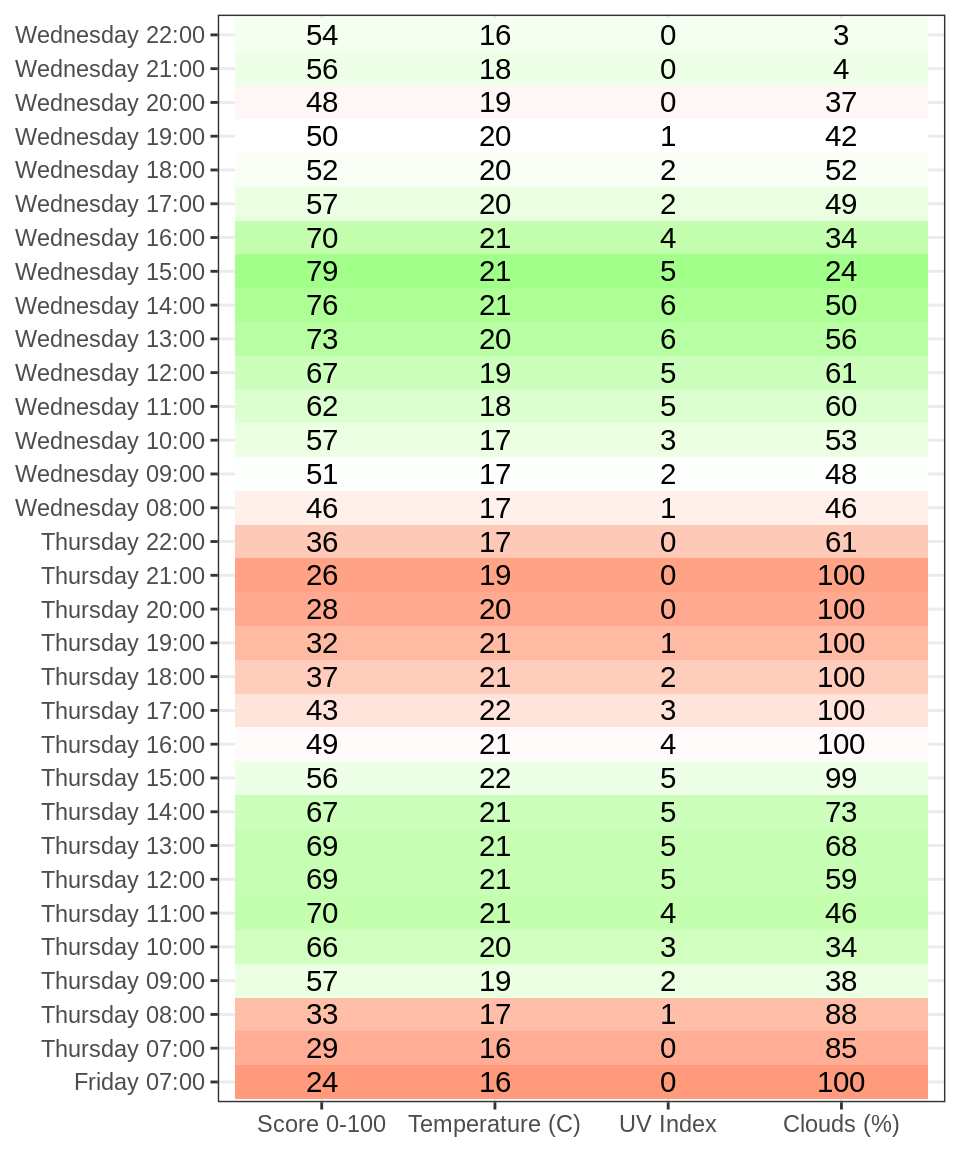 Wednesday 22:00 54 16 0 3
Wednesday 21:00 56 18 0 4
Wednesday 20:00 48 19 0 37
Wednesday 19:00 50 20 1 42
Wednesday 18:00 52 20 2 52
Wednesday 17:00 57 20 2 49
Wednesday 16:00 70 21 4 34
Wednesday 15:00 79 21 5 24
Wednesday 14:00 76 21 6 50
Wednesday 13:00 73 20 6 56
Wednesday 12:00 67 19 5 61
Wednesday 11:00 62 18 5 60
Wednesday 10:00 57 17 3 53
Wednesday 09:00 51 17 2 48
Wednesday 08:00 46 17 1 46
Thursday 22:00 36 17 0 61
Thursday 21:00 26 19 0 100
Thursday 20:00 28 20 0 100
Thursday 19:00 32 21 1 100
Thursday 18:00 37 21 2 100
Thursday 17:00 43 22 3 100
Thursday 16:00 49 21 4 100
Thursday 15:00 56 22 5 99
Thursday 14:00 67 21 5 73
Thursday 13:00 69 21 5 68
Thursday 12:00 69 21 5 59
Thursday 11:00 70 21 4 46
Thursday 10:00 66 20 3 34
Thursday 09:00 57 19 2 38
Thursday 08:00 33 17 1 88
Thursday 07:00 29 16 0 85
Friday 07:00 24 16 0 100
Score 0-100 Temperature (C) UV Index Clouds (%)